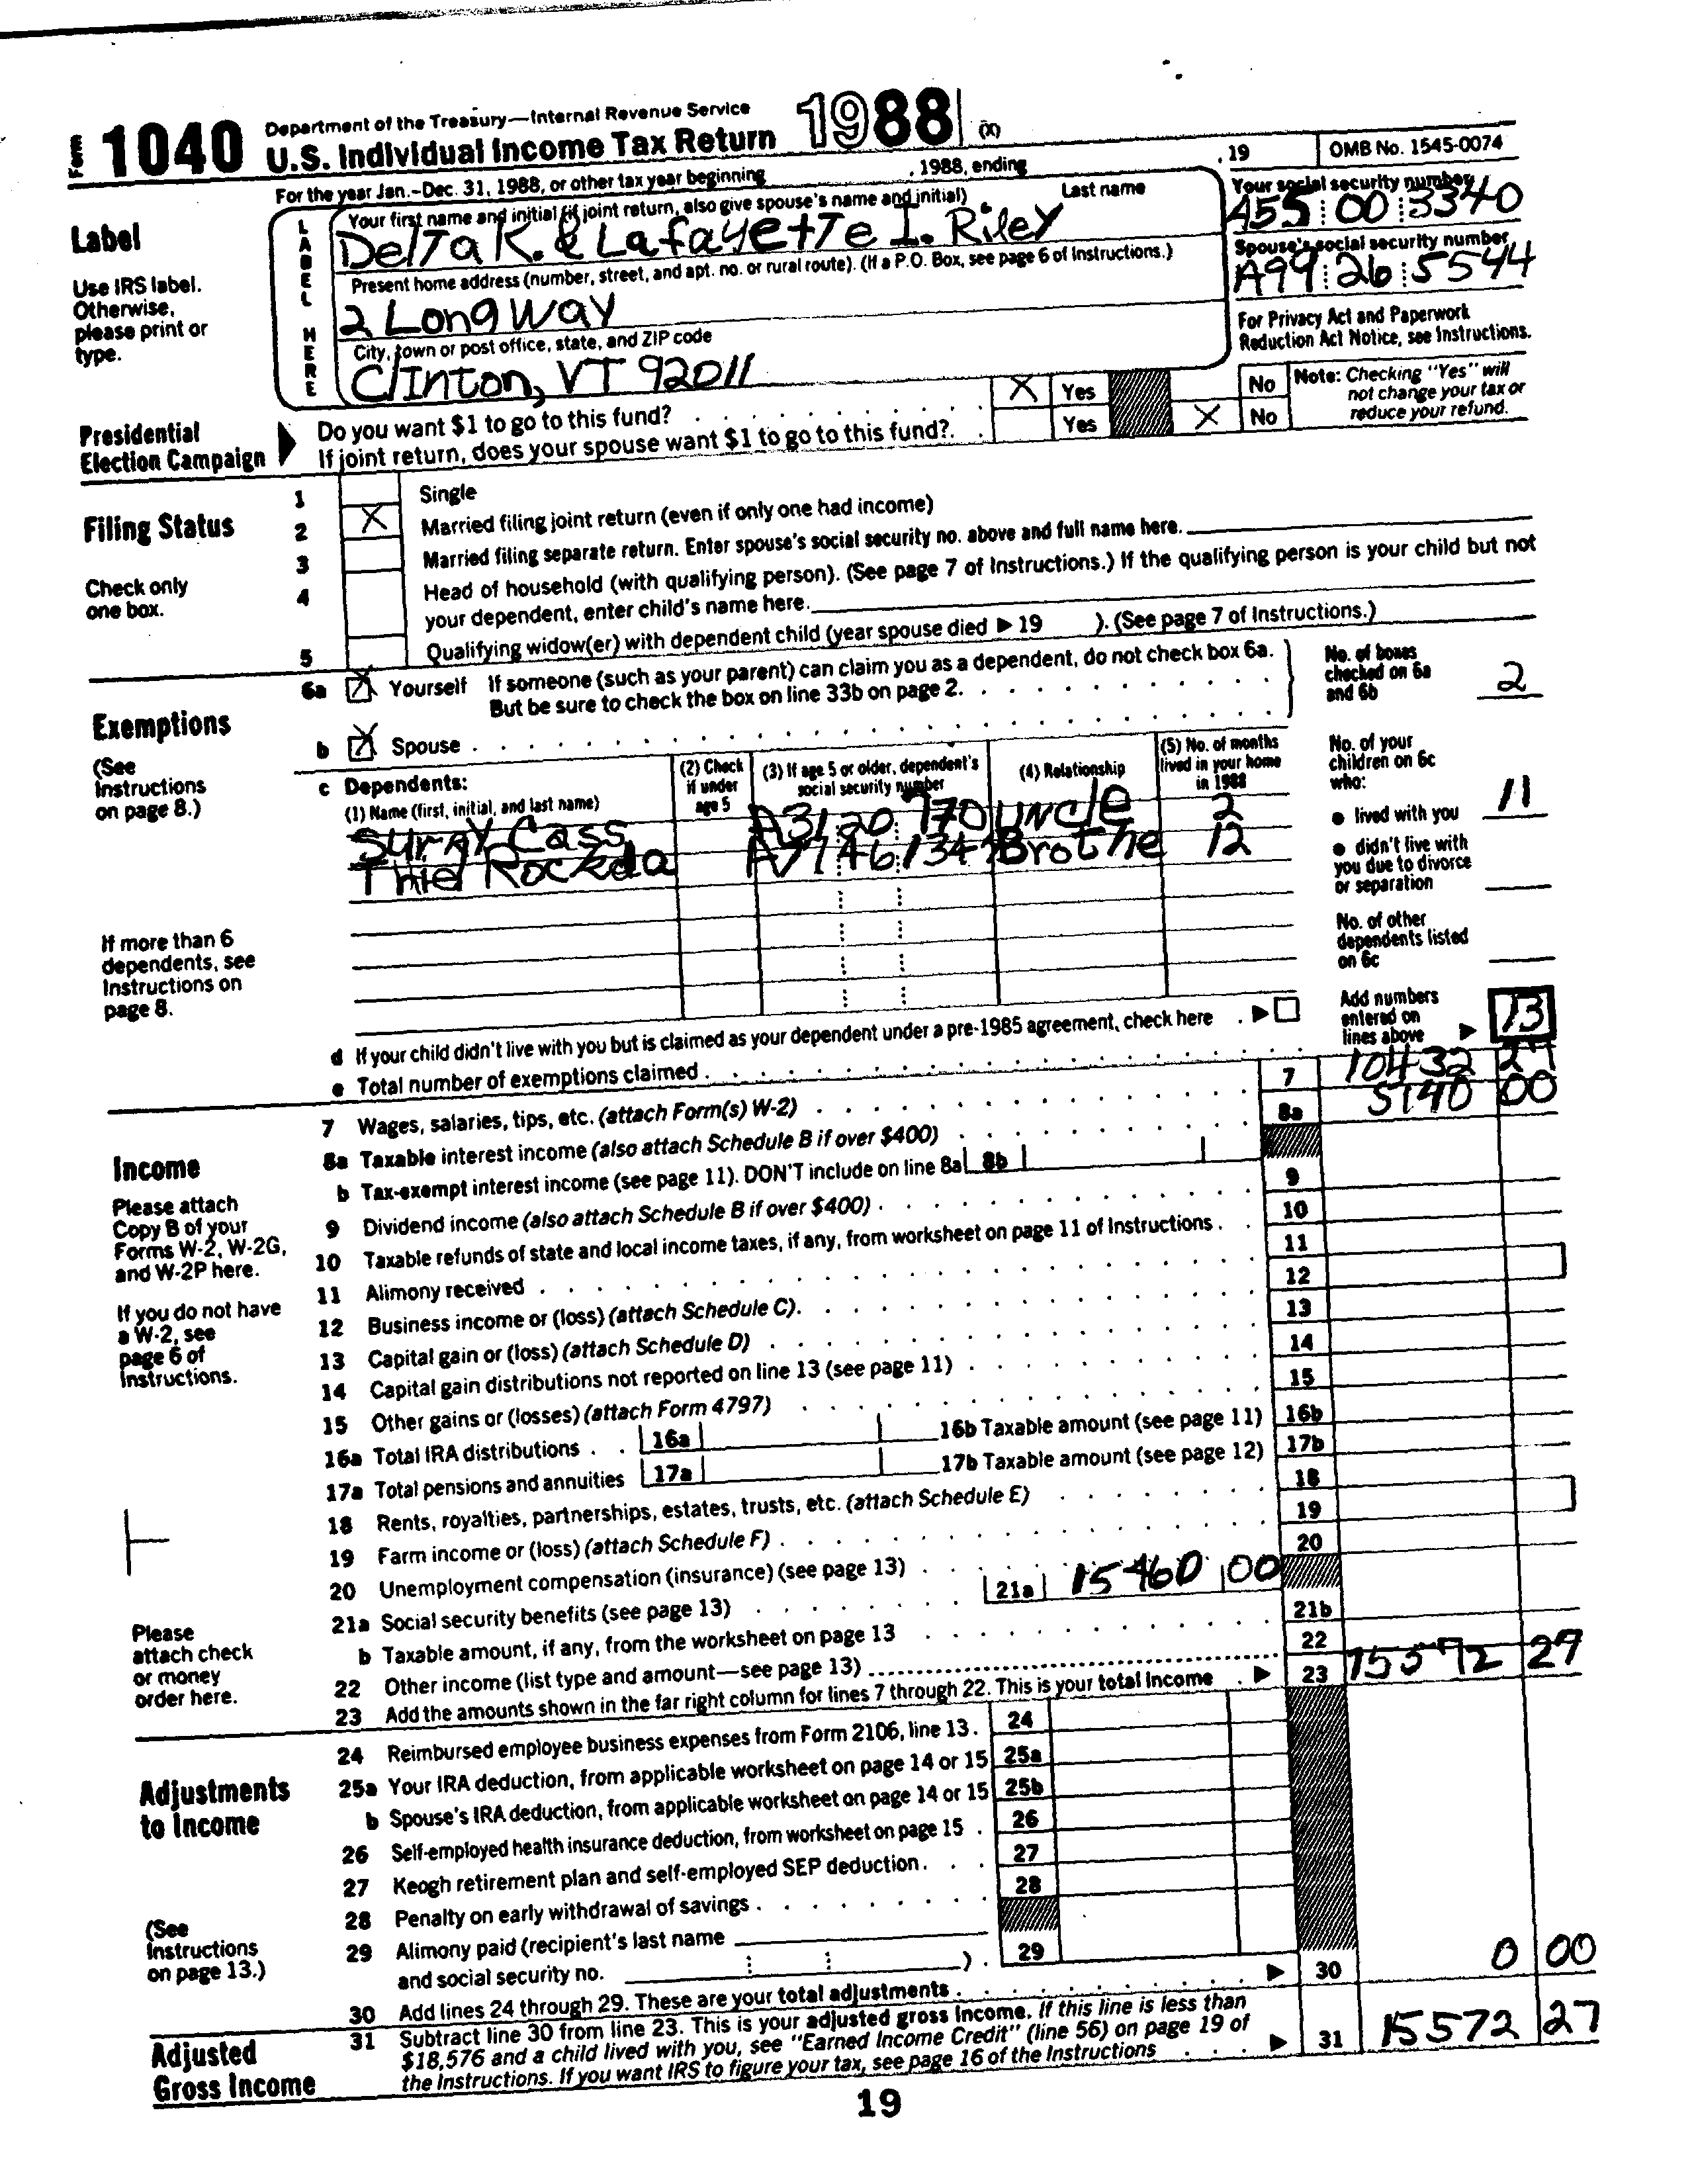 Form 1040 Department of the Treasury—Internal Revenue Service
U.S. Individual Income Tax Return 1988 (X)
For the year Jan.–Dec. 31, 1988, or other tax year beginning , 1988, ending , 19 OMB No. 1545-0074
Label
Use IRS label.
Otherwise,
please print or
type.
LABEL HERE
Your first name and initial (if joint return, also give spouse's name and initial) Last name
Delta K. & Lafayette I. Riley
Your social security number
A55 00 3340
Present home address (number, street, and apt. no. or rural route). (If a P.O. Box, see page 6 of Instructions.)
2 Long Way
Spouse's social security number
A99 26 5544
City, town or post office, state, and ZIP code
Clinton, VT 92011
For Privacy Act and Paperwork
Reduction Act Notice, see Instructions.
Presidential
Election Campaign
Do you want $1 to go to this fund? X Yes No
If joint return, does your spouse want $1 to go to this fund? Yes X No
Note: Checking "Yes" will
not change your tax or
reduce your refund.
Filing Status
Check only
one box.
1 Single
2 X Married filing joint return (even if only one had income)
3 Married filing separate return. Enter spouse's social security no. above and full name here.
4 Head of household (with qualifying person). (See page 7 of Instructions.) If the qualifying person is your child but not
your dependent, enter child's name here.
5 Qualifying widow(er) with dependent child (year spouse died ▶ 19 ). (See page 7 of Instructions.)
Exemptions
(See
Instructions
on page 8.)
If more than 6
dependents, see
Instructions on
page 8.
6a X Yourself If someone (such as your parent) can claim you as a dependent, do not check box 6a.
But be sure to check the box on line 33b on page 2.
b X Spouse
No. of boxes
checked on 6a
and 6b 2
c Dependents:
(1) Name (first, initial, and last name)
(2) Check
if under
age 5
(3) If age 5 or older, dependent's
social security number
(4) Relationship
(5) No. of months
lived in your home
in 1988
Cass A31 20 uncle 2
Thiel Rockda Brothe 12
No. of your
children on 6c
who:
● lived with you 11
● didn't live with
you due to divorce
or separation
No. of other
dependents listed
on 6c
d If your child didn't live with you but is claimed as your dependent under a pre-1985 agreement, check here ▶
e Total number of exemptions claimed
Add numbers
entered on
lines above ▶ 13
Income
Please attach
Copy B of your
Forms W-2, W-2G,
and W-2P here.
If you do not have
a W-2, see
page 6 of
Instructions.
Please
attach check
or money
order here.
7 Wages, salaries, tips, etc. (attach Form(s) W-2) 7 10432 27
8a Taxable interest income (also attach Schedule B if over $400) 8a 5140 00
b Tax-exempt interest income (see page 11). DON'T include on line 8a 8b
9 Dividend income (also attach Schedule B if over $400) 9
10 Taxable refunds of state and local income taxes, if any, from worksheet on page 11 of Instructions 10
11 Alimony received 11
12 Business income or (loss) (attach Schedule C) 12
13 Capital gain or (loss) (attach Schedule D) 13
14 Capital gain distributions not reported on line 13 (see page 11) 14
15 Other gains or (losses) (attach Form 4797) 15
16a Total IRA distributions 16a 16b Taxable amount (see page 11) 16b
17a Total pensions and annuities 17a 17b Taxable amount (see page 12) 17b
18 Rents, royalties, partnerships, estates, trusts, etc. (attach Schedule E) 18
19 Farm income or (loss) (attach Schedule F) 19
20 Unemployment compensation (insurance) (see page 13) 20
21a Social security benefits (see page 13) 21a 15460 00
b Taxable amount, if any, from the worksheet on page 13 21b
22 Other income (list type and amount—see page 13) 22
23 Add the amounts shown in the far right column for lines 7 through 22. This is your total income ▶ 23 15572 27
Adjustments
to Income
(See
Instructions
on page 13.)
24 Reimbursed employee business expenses from Form 2106, line 13. 24
25a Your IRA deduction, from applicable worksheet on page 14 or 15 25a
b Spouse's IRA deduction, from applicable worksheet on page 14 or 15 25b
26 Self-employed health insurance deduction, from worksheet on page 15 26
27 Keogh retirement plan and self-employed SEP deduction 27
28 Penalty on early withdrawal of savings 28
29 Alimony paid (recipient's last name
and social security no. ) 29
30 Add lines 24 through 29. These are your total adjustments ▶ 30 0 00
Adjusted
Gross Income
31 Subtract line 30 from line 23. This is your adjusted gross income. If this line is less than
$18,576 and a child lived with you, see "Earned Income Credit" (line 56) on page 19 of
the Instructions. If you want IRS to figure your tax, see page 16 of the Instructions ▶ 31 15572 27
19